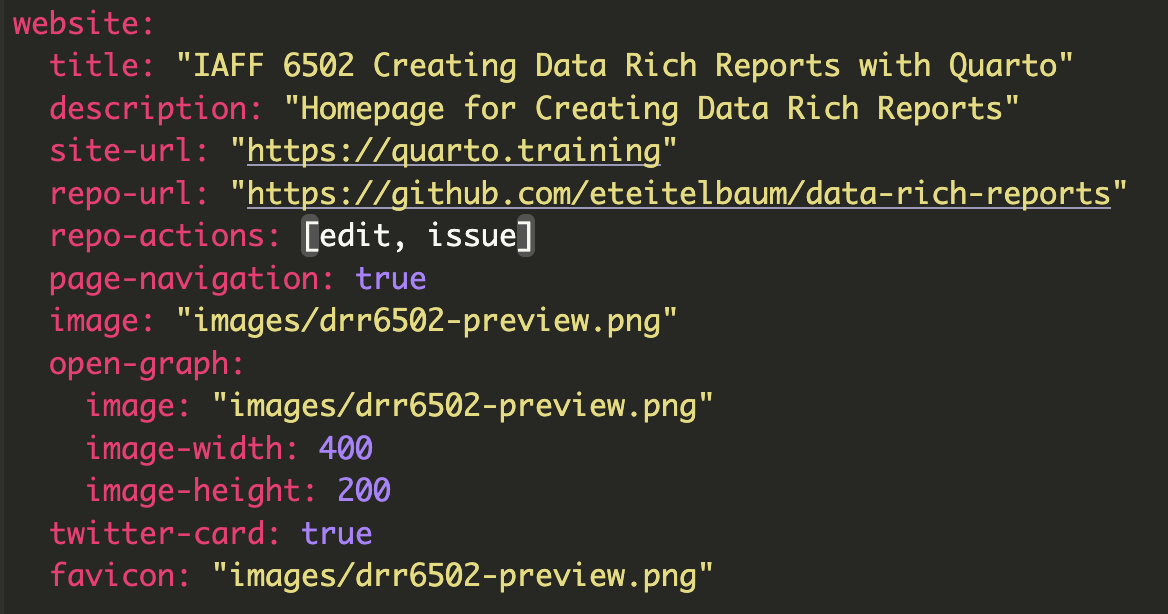 website:
  title: "IAFF 6502 Creating Data Rich Reports with Quarto"
  description: "Homepage for Creating Data Rich Reports"
  site-url: "https://quarto.training"
  repo-url: "https://github.com/eteitelbaum/data-rich-reports"
  repo-actions: [edit, issue]
  page-navigation: true
  image: "images/drr6502-preview.png"
  open-graph:
    image: "images/drr6502-preview.png"
    image-width: 400
    image-height: 200
  twitter-card: true
  favicon: "images/drr6502-preview.png"